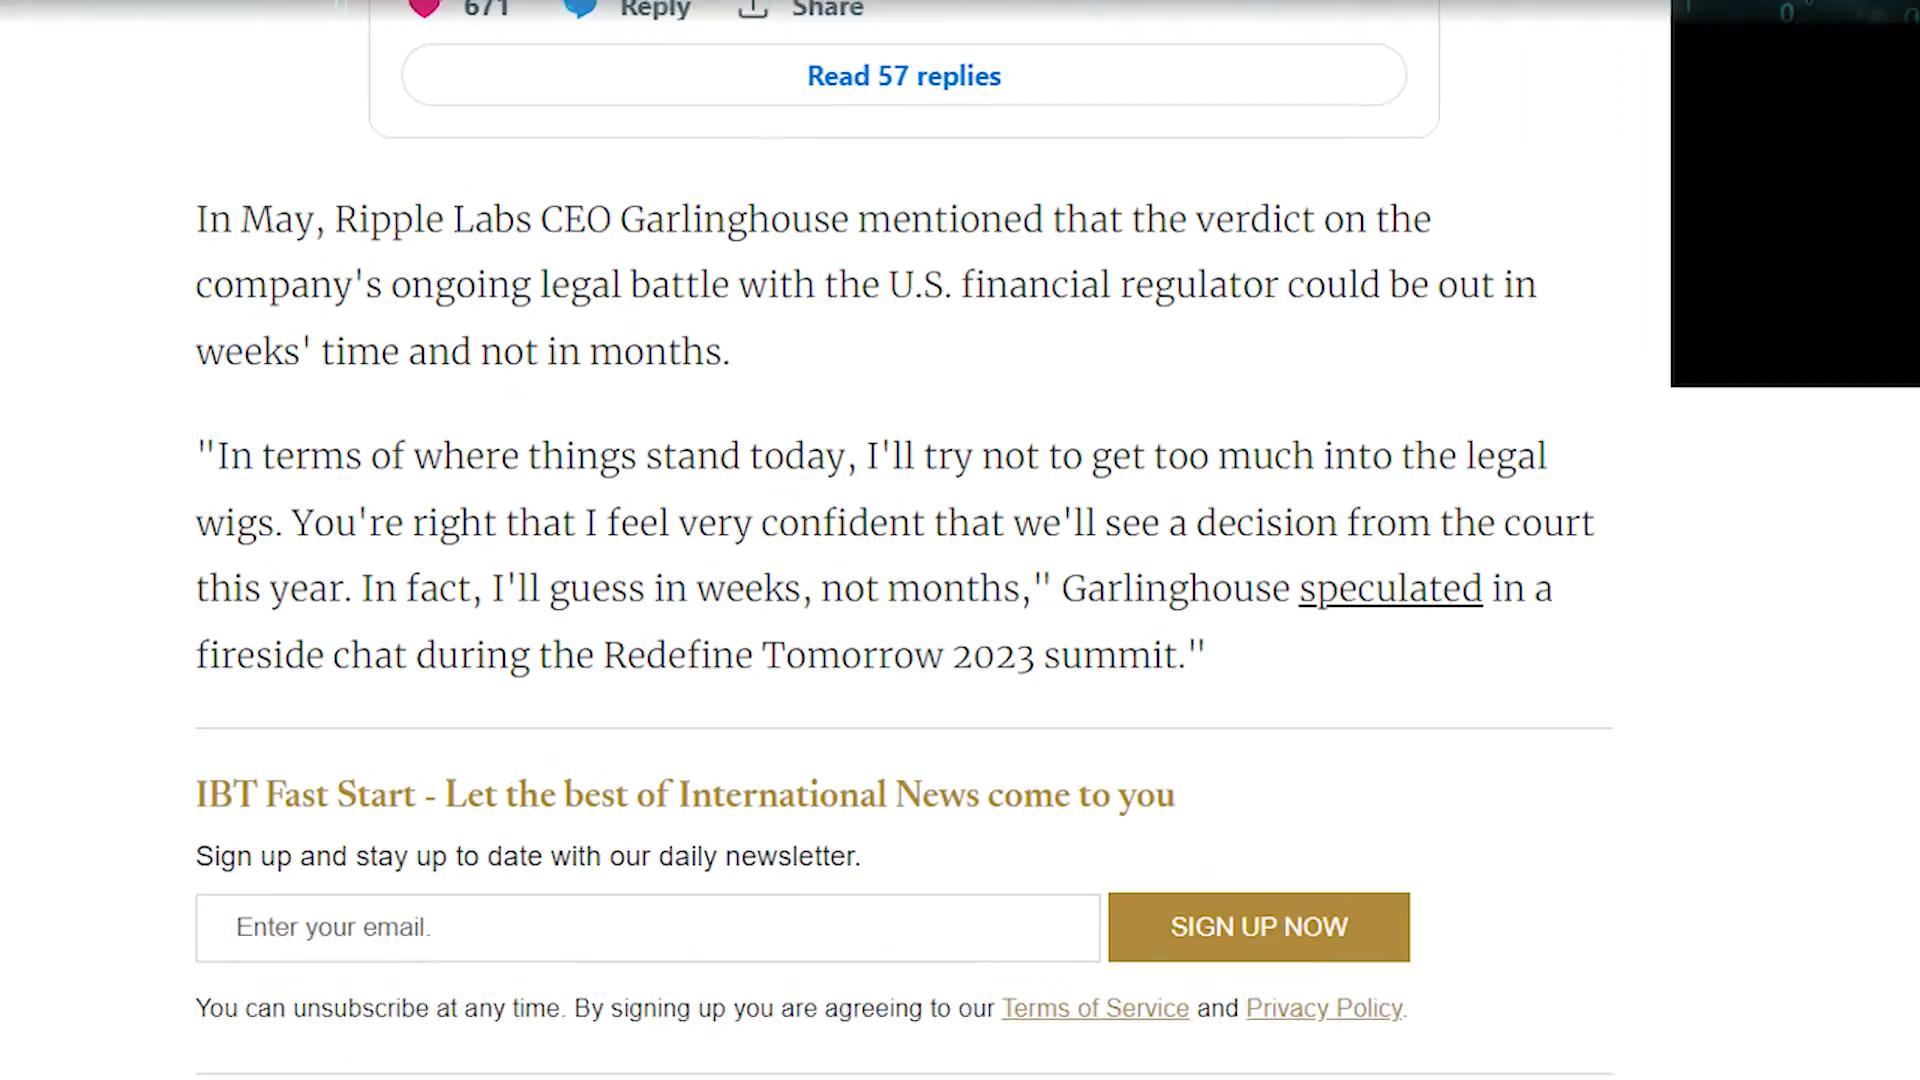 671 Reply Share
Read 57 replies
In May, Ripple Labs CEO Garlinghouse mentioned that the verdict on the
company's ongoing legal battle with the U.S. financial regulator could be out in
weeks' time and not in months.
"In terms of where things stand today, I'll try not to get too much into the legal
wigs. You're right that I feel very confident that we'll see a decision from the court
this year. In fact, I'll guess in weeks, not months," Garlinghouse speculated in a
fireside chat during the Redefine Tomorrow 2023 summit."
IBT Fast Start - Let the best of International News come to you
Sign up and stay up to date with our daily newsletter.
Enter your email.
SIGN UP NOW
You can unsubscribe at any time. By signing up you are agreeing to our Terms of Service and Privacy Policy.